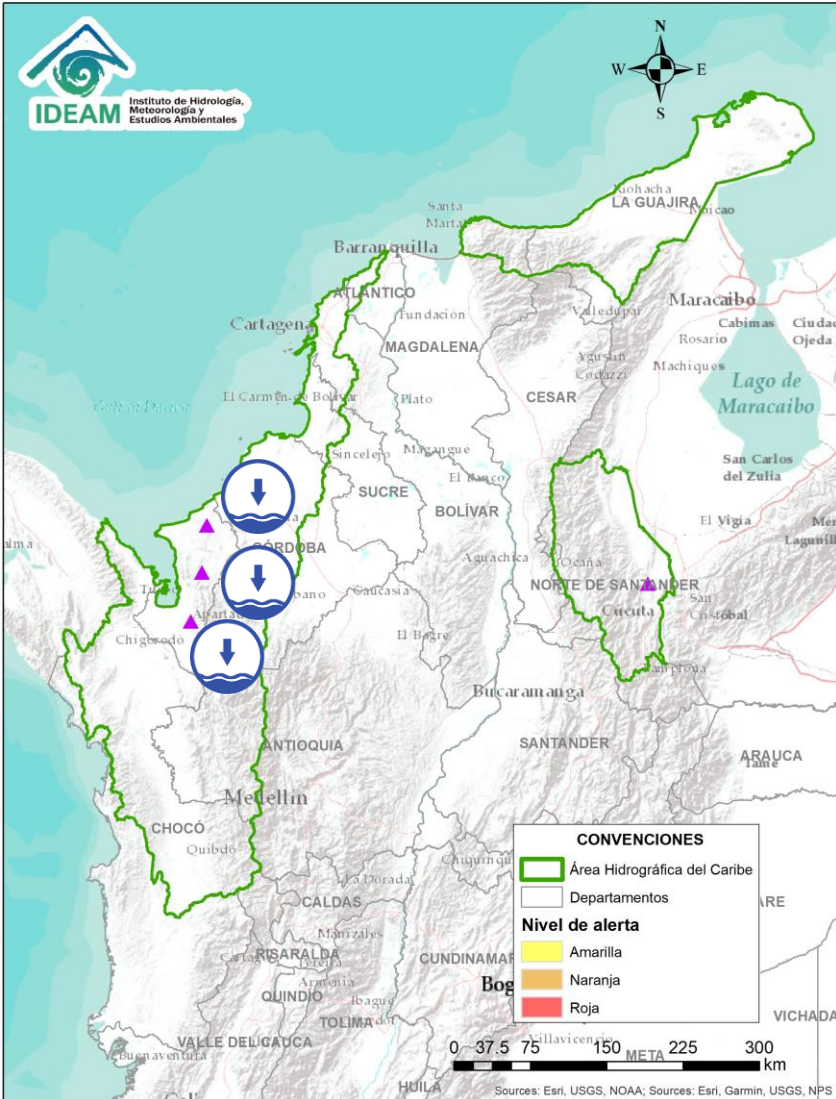 IDEAM
Instituto de Hidrología,
Meteorología y
Estudios Ambientales
N
W
E
S
Riohacha
LA GUAJIRA
Maicao
Santa
Marta
Barranquilla
Maracaibo
ATLÁNTICO
Fundación
Valledupar
Cabimas
Ciudad
Ojeda
Cartagena
Rosario
MAGDALENA
Agustín
Codazzi
Machiques
Lago de
Maracaibo
El Carmen de Bolívar
Plato
CESAR
Sincelejo
Magangué
San Carlos
del Zulia
El Banco
SUCRE
BOLÍVAR
El Vigía
CÓRDOBA
Aguachica
Ocaña
NORTE DE SANTANDER
Caucasia
San
Cristóbal
Cúcuta
Apartadó
Chigorodó
El Bagre
Pamplona
Bucaramanga
ANTIOQUIA
SANTANDER
ARAUCA
Tame
Medellín
CHOCÓ
Quibdó
La Dorada
CALDAS
Manizales
RISARALDA
Pereira
Armenia
QUINDIO
Ibagué
TOLIMA
VALLE DEL CAUCA
Buenaventura
Villavicencio
META
VICHADA
HUILA
CONVENCIONES
Área Hidrográfica del Caribe
Departamentos
Nivel de alerta
Amarilla
Naranja
Roja
0 37.5 75 150 225 300
km
Sources: Esri, USGS, NOAA; Sources: Esri, Garmin, USGS, NPS